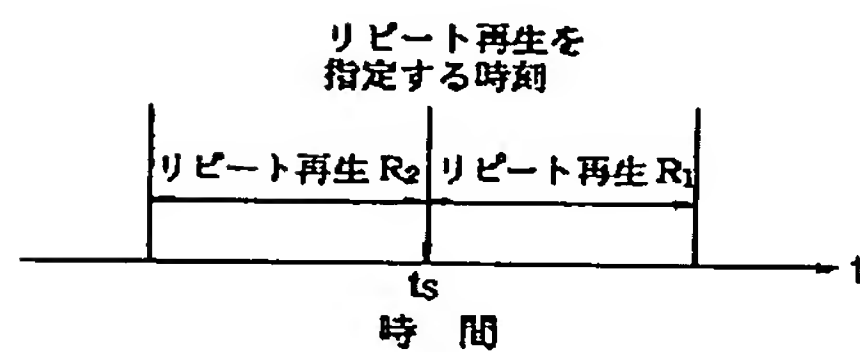 リピート再生を
指定する時刻
リピート再生 R₂
リピート再生 R₁
t
ts
時 間